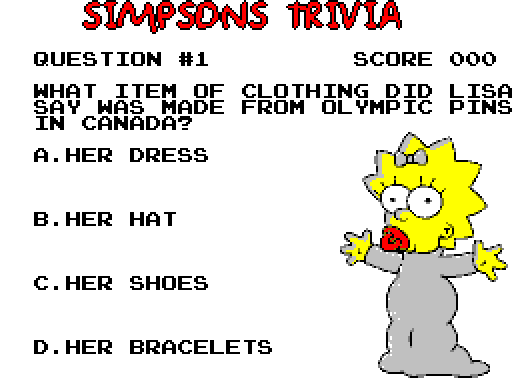 SIMPSONS TRIVIA
QUESTION #1 SCORE 000
WHAT ITEM OF CLOTHING DID LISA
SAY WAS MADE FROM OLYMPIC PINS
IN CANADA?
A.HER DRESS
B.HER HAT
C.HER SHOES
D.HER BRACELETS